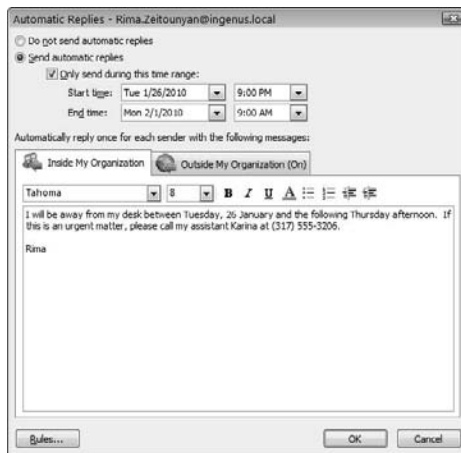 Automatic Replies - Rima.Zeitounyan@ingenus.local
Do not send automatic replies
Send automatic replies
Only send during this time range:
Start time: Tue 1/26/2010 9:00 PM
End time: Mon 2/1/2010 9:00 AM
Automatically reply once for each sender with the following messages:
Inside My Organization Outside My Organization (On)
Tahoma 8 B I U A
I will be away from my desk between Tuesday, 26 January and the following Thursday afternoon. If
this is an urgent matter, please call my assistant Karina at (317) 555-3206.
Rima
Rules... OK Cancel